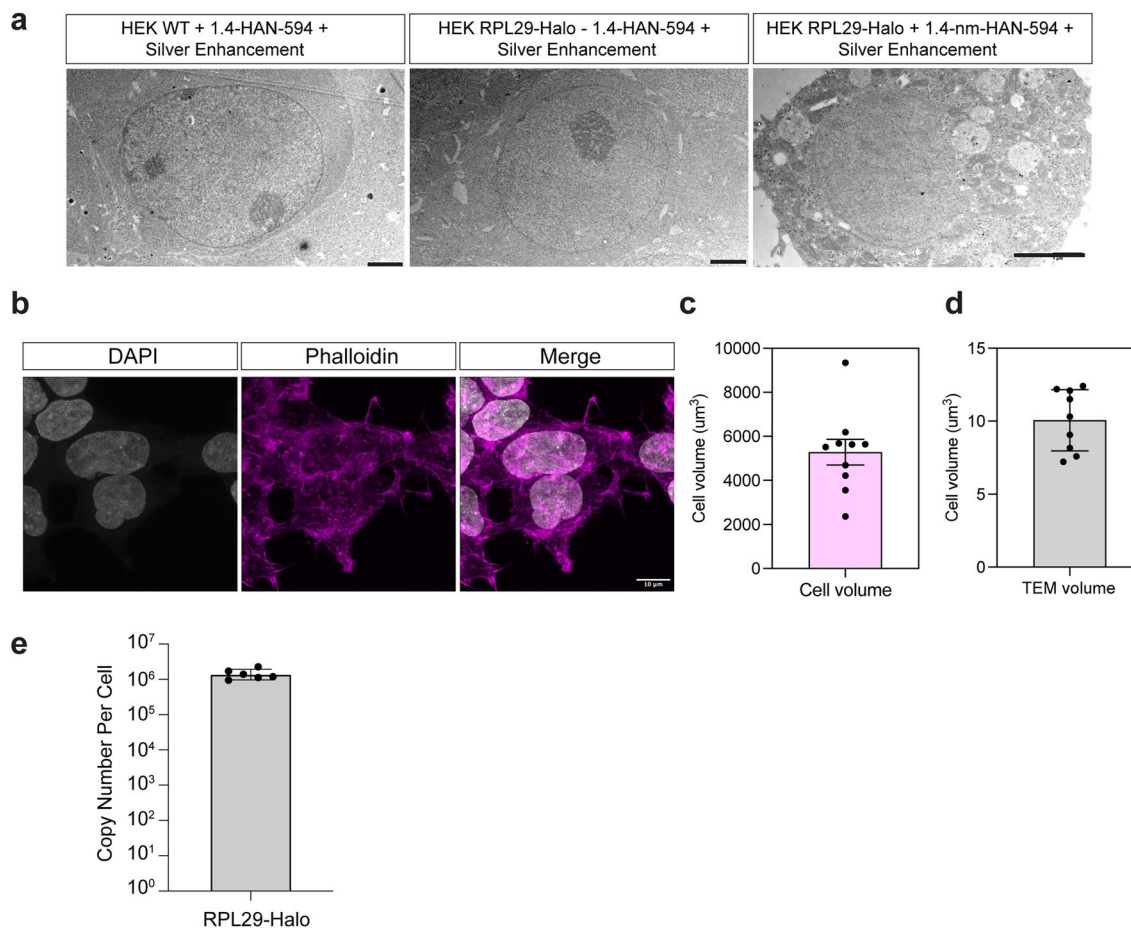 a
HEK WT + 1.4-HAN-594 +
Silver Enhancement
HEK RPL29-Halo - 1.4-HAN-594 +
Silver Enhancement
HEK RPL29-Halo + 1.4-nm-HAN-594 +
Silver Enhancement
b
DAPI
Phalloidin
Merge
10 µm
c
10000
8000
6000
4000
2000
0
Cell volume (um³)
Cell volume
d
15
10
5
0
Cell volume (um³)
TEM volume
e
10⁷
10⁶
10⁵
10⁴
10³
10²
10¹
10⁰
Copy Number Per Cell
RPL29-Halo